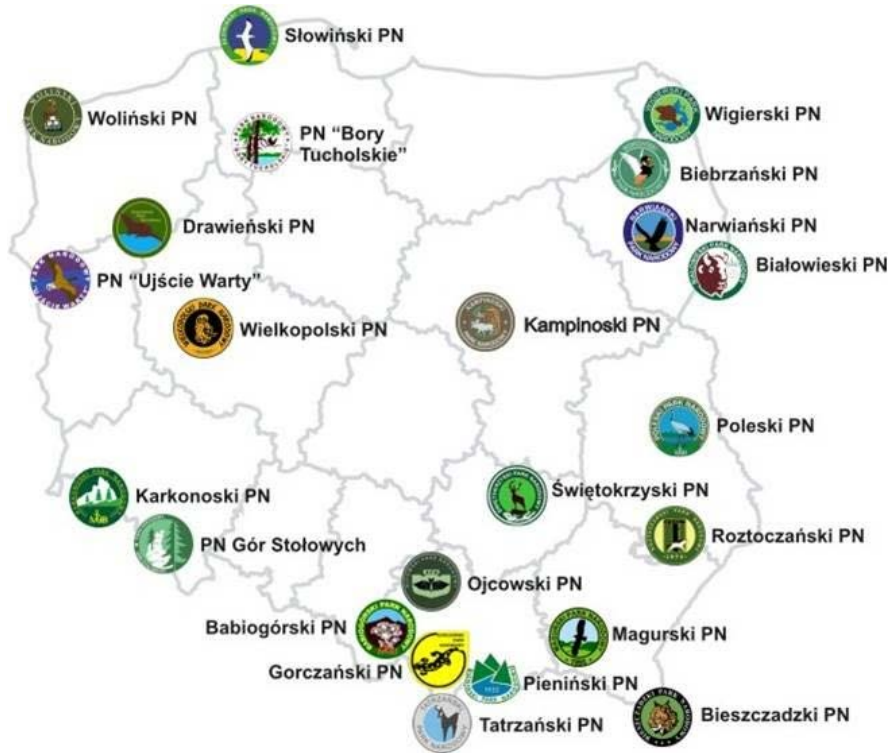 Słowiński PN
Woliński PN
PN “Bory
Tucholskie”
Wigierski PN
Biebrzański PN
Drawieński PN
Narwiański PN
PN “Ujście Warty”
Białowieski PN
Wielkopolski PN
Kampinoski PN
Poleski PN
Karkonoski PN
Świętokrzyski PN
PN Gór Stołowych
Roztoczański PN
Ojcowski PN
Babiogórski PN
Magurski PN
Gorczański PN
Pieniński PN
Tatrzański PN
Bieszczadzki PN